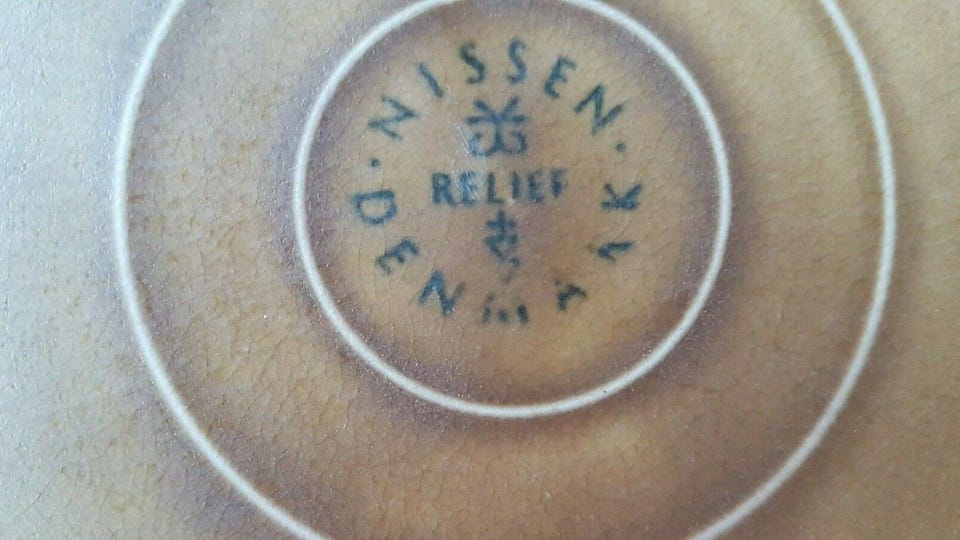 · NISSEN ·
RELIEF
DENMARK